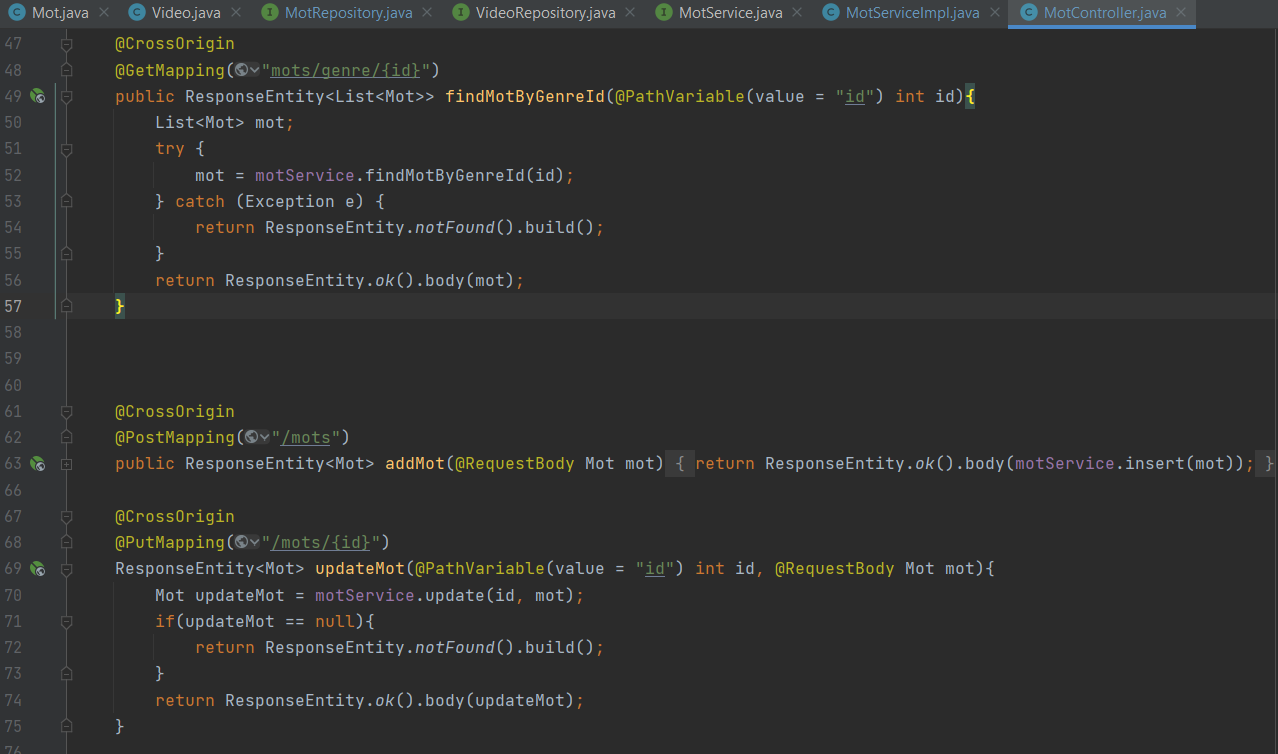 Mot.java Video.java MotRepository.java VideoRepository.java MotService.java MotServiceImpl.java MotController.java
47 @CrossOrigin
48 @GetMapping("mots/genre/{id}")
49 public ResponseEntity<List<Mot>> findMotByGenreId(@PathVariable(value = "id") int id){
50 List<Mot> mot;
51 try {
52 mot = motService.findMotByGenreId(id);
53 } catch (Exception e) {
54 return ResponseEntity.notFound().build();
55 }
56 return ResponseEntity.ok().body(mot);
57 }
58
59
60
61 @CrossOrigin
62 @PostMapping("/mots")
63 public ResponseEntity<Mot> addMot(@RequestBody Mot mot) { return ResponseEntity.ok().body(motService.insert(mot)); }
66
67 @CrossOrigin
68 @PutMapping("/mots/{id}")
69 ResponseEntity<Mot> updateMot(@PathVariable(value = "id") int id, @RequestBody Mot mot){
70 Mot updateMot = motService.update(id, mot);
71 if(updateMot == null){
72 return ResponseEntity.notFound().build();
73 }
74 return ResponseEntity.ok().body(updateMot);
75 }
76